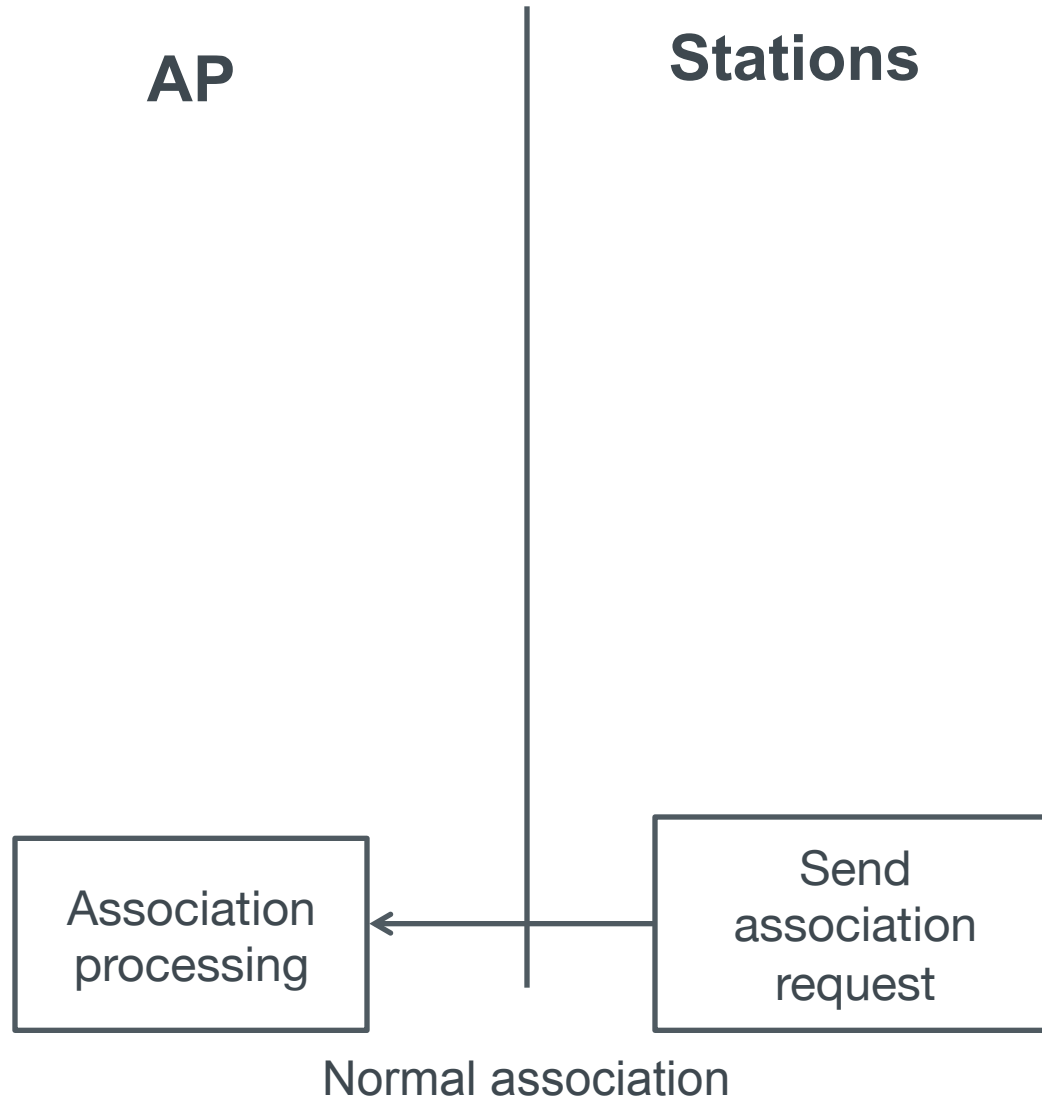 AP
Stations
Association
processing
Send
association
request
Normal association